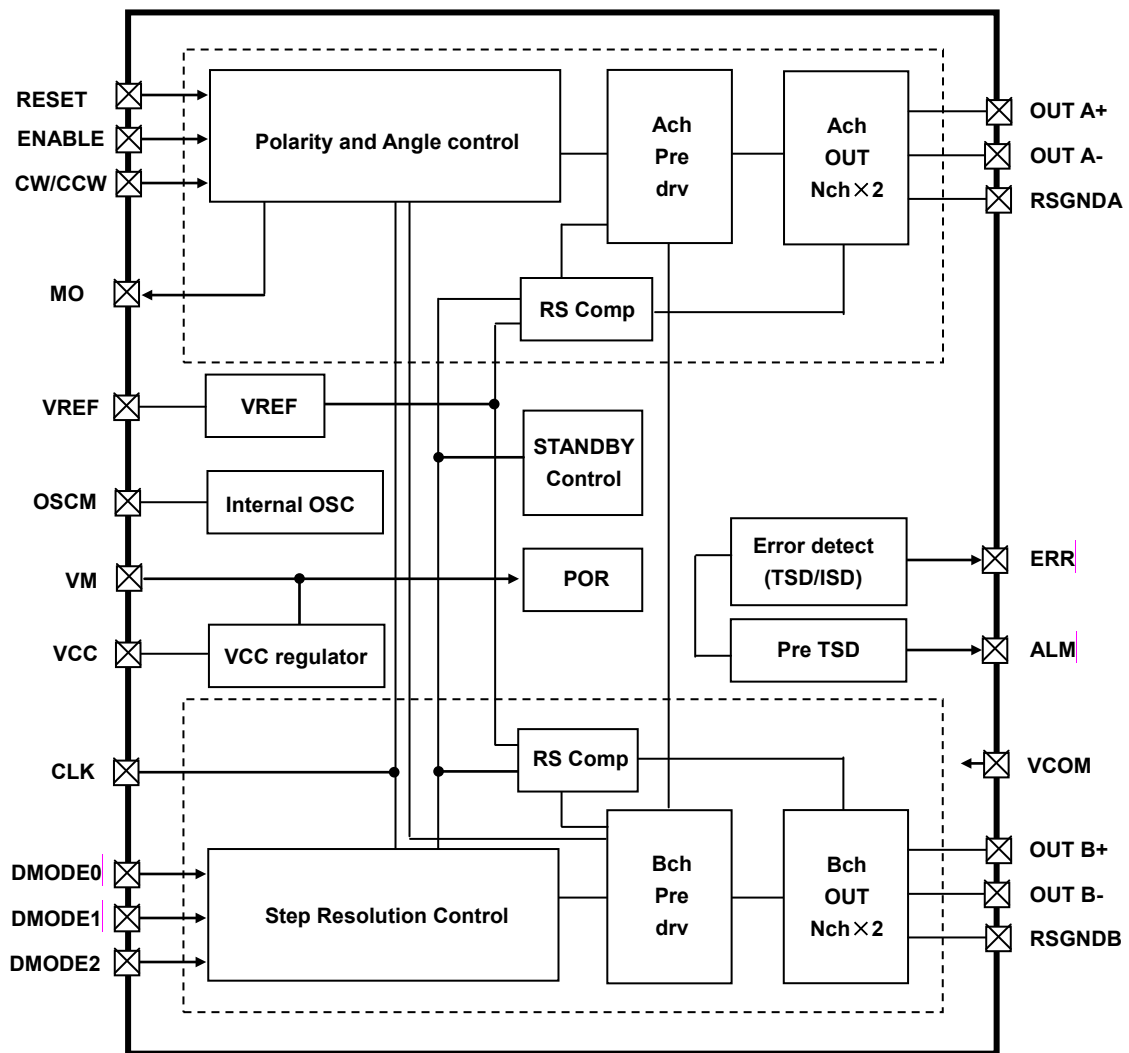 RESET
ENABLE
CW/CCW
MO
VREF
OSCM
VM
VCC
CLK
DMODE0
DMODE1
DMODE2
Polarity and Angle control
Ach
Pre
drv
Ach
OUT
Nch×2
RS Comp
VREF
STANDBY
Control
Internal OSC
POR
VCC regulator
Error detect
(TSD/ISD)
Pre TSD
RS Comp
Step Resolution Control
Bch
Pre
drv
Bch
OUT
Nch×2
OUT A+
OUT A-
RSGNDA
ERR
ALM
VCOM
OUT B+
OUT B-
RSGNDB